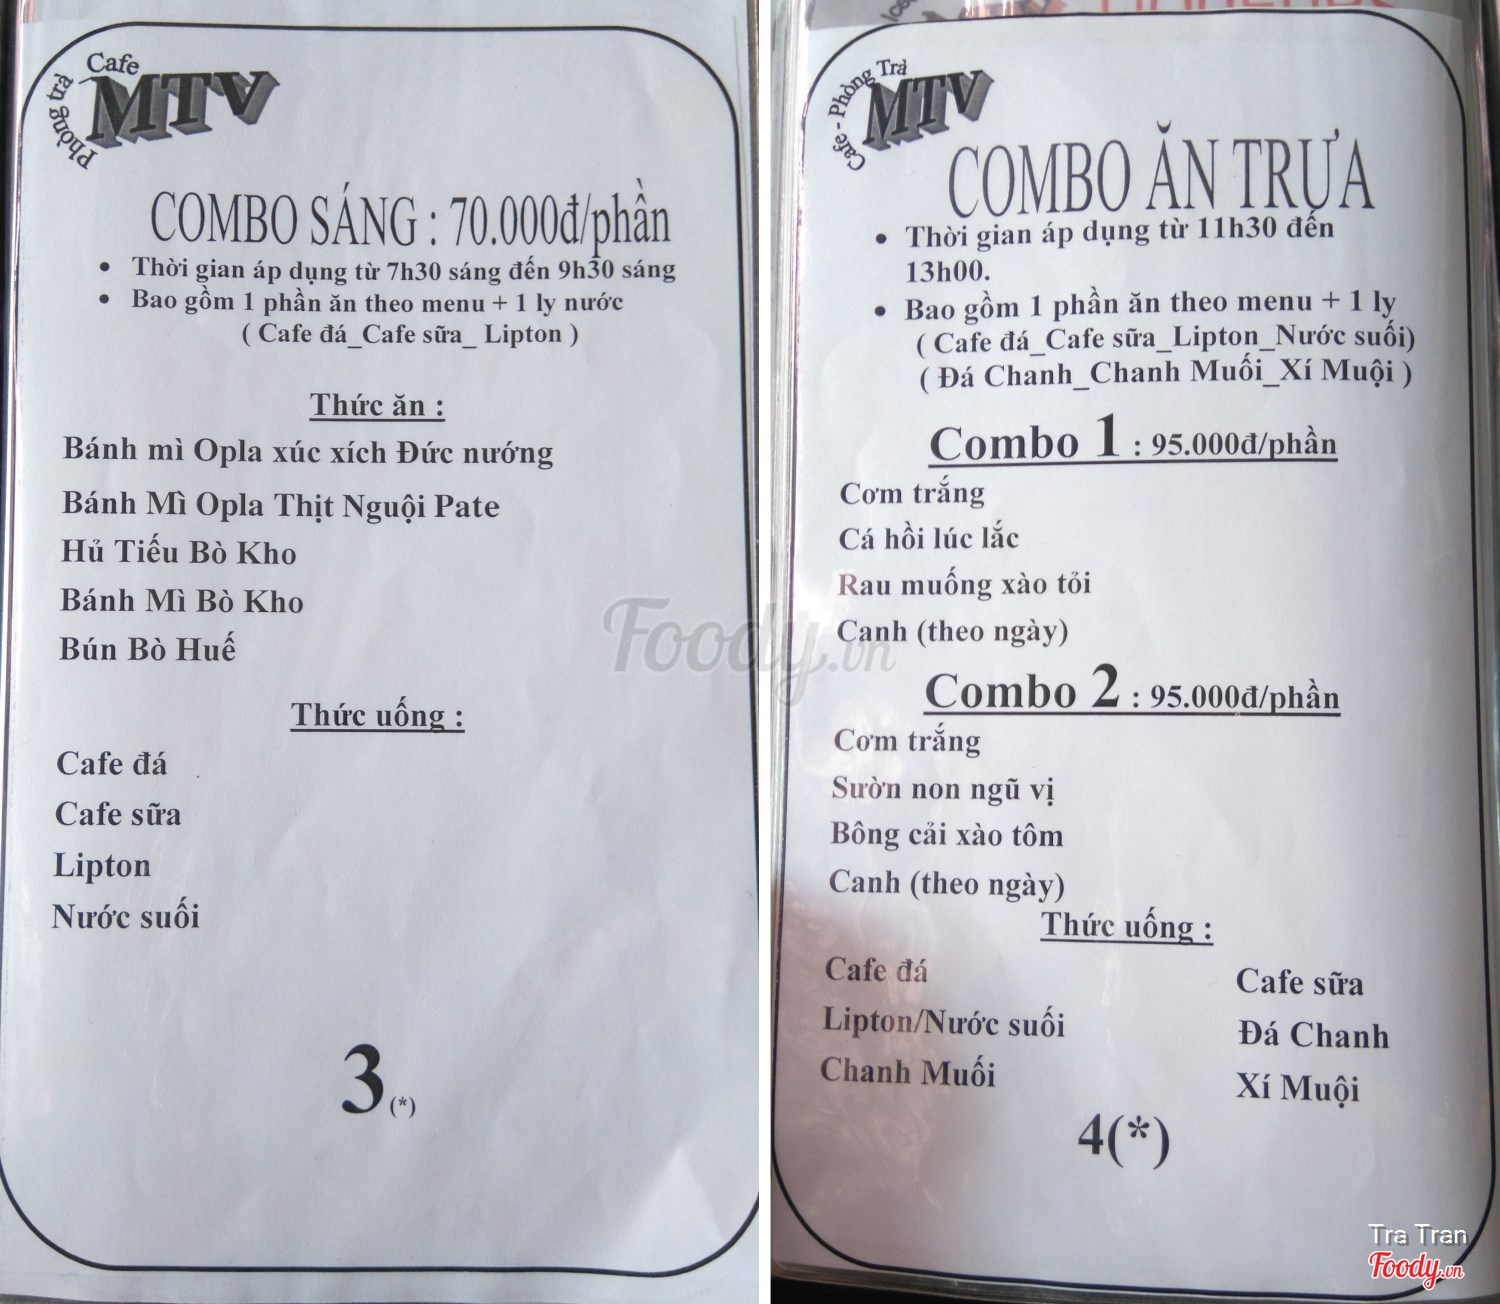 Cafe
Phòng trà
MTV
COMBO SÁNG : 70.000đ/phần
• Thời gian áp dụng từ 7h30 sáng đến 9h30 sáng
• Bao gồm 1 phần ăn theo menu + 1 ly nước
( Cafe đá_Cafe sữa_ Lipton )
Thức ăn :
Bánh mì Opla xúc xích Đức nướng
Bánh Mì Opla Thịt Nguội Pate
Hủ Tiếu Bò Kho
Bánh Mì Bò Kho
Bún Bò Huế
Thức uống :
Cafe đá
Cafe sữa
Lipton
Nước suối
3(*)
Cafe - Phòng Trà
MTV
COMBO ĂN TRƯA
• Thời gian áp dụng từ 11h30 đến
13h00.
• Bao gồm 1 phần ăn theo menu + 1 ly
( Cafe đá_Cafe sữa_Lipton_Nước suối)
( Đá Chanh_Chanh Muối_Xí Muội )
Combo 1 : 95.000đ/phần
Cơm trắng
Cá hồi lúc lắc
Rau muống xào tỏi
Canh (theo ngày)
Combo 2 : 95.000đ/phần
Cơm trắng
Sườn non ngũ vị
Bông cải xào tôm
Canh (theo ngày)
Thức uống :
Cafe đá Cafe sữa
Lipton/Nước suối Đá Chanh
Chanh Muối Xí Muội
4(*)
Foody.vn
Tra Tran
Foody.vn